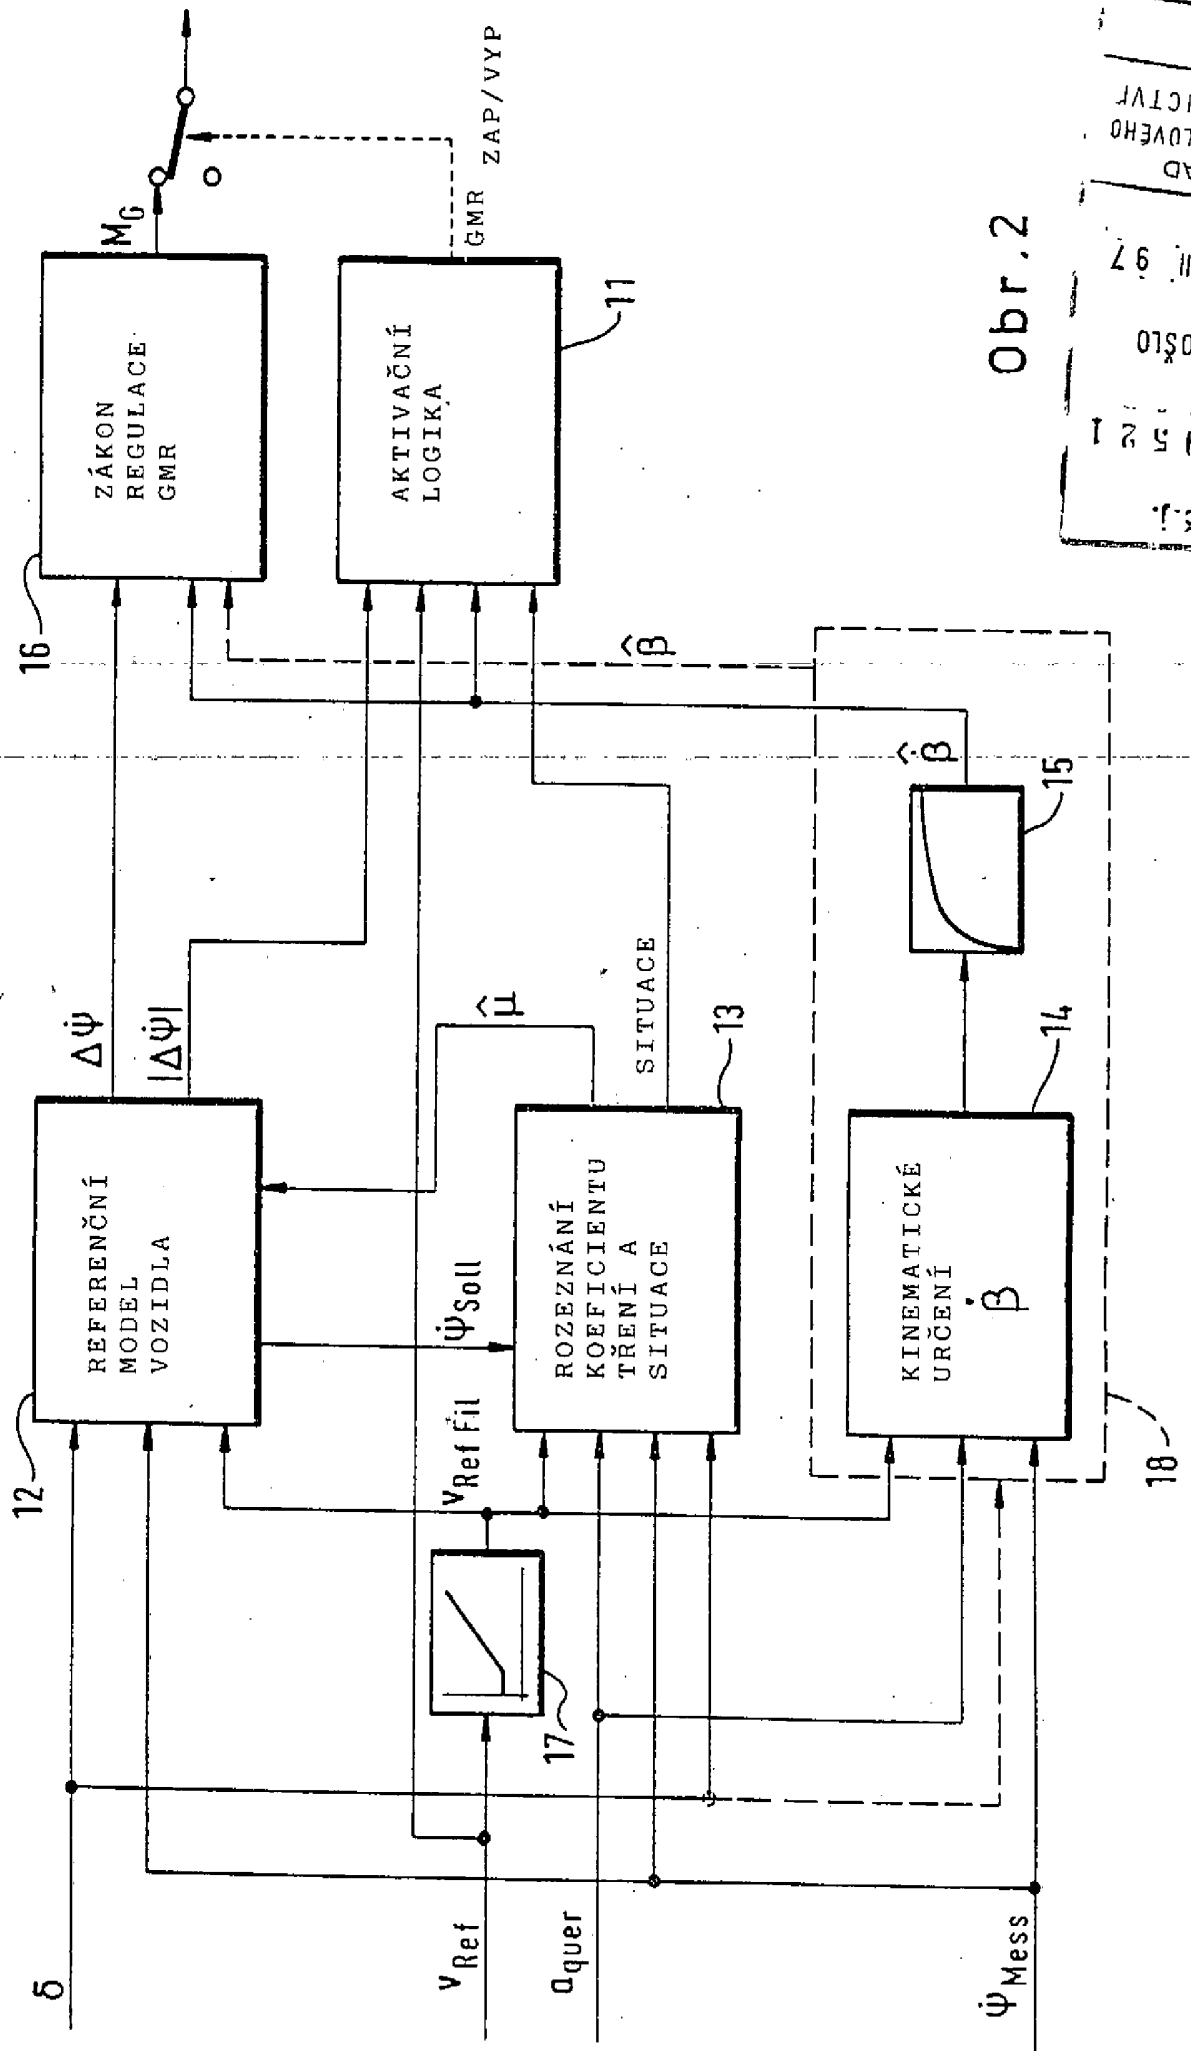 δ
v_Ref
a_quer
ψ̇_Mess
12
REFERENČNÍ
MODEL
VOZIDLA
17
v_Ref Fil
ψ̇_Soll
ROZEZNÁNÍ
KOEFICIENTU
TŘENÍ A
SITUACE
13
KINEMATICKÉ
URČENÍ
β̇
14
18
Δψ̇
|Δψ̇|
μ̂
SITUACE
15
β̇̂
β̂
16
ZÁKON
REGULACE
GMR
AKTIVAČNÍ
LOGIKA
11
M_G
GMR ZAP/VYP
Obr.2
97